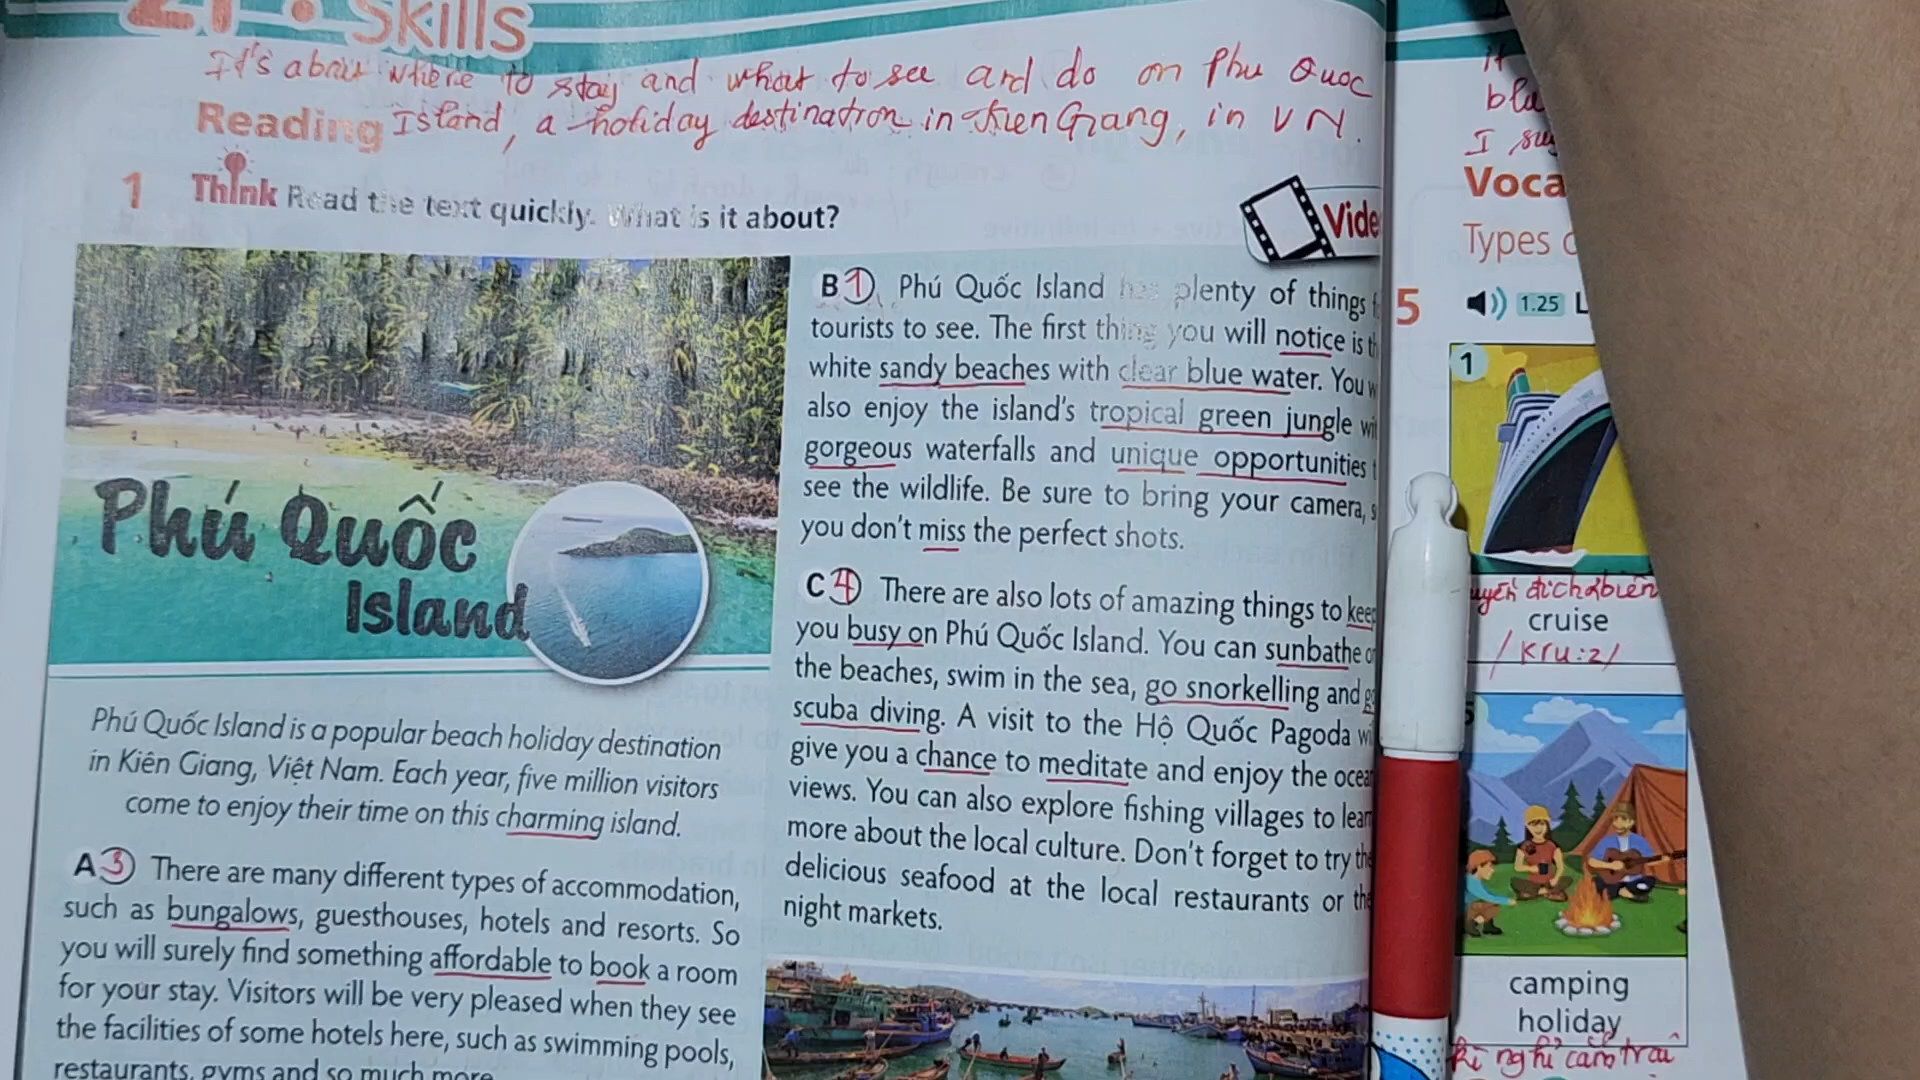 Skills
It's about where to stay and what to see and do on Phu Quoc
Reading Island, a holiday destination in Kien Giang, in VN.
1 Think Read the text quickly. What is it about?
Phú Quốc
Island
Phú Quốc Island is a popular beach holiday destination
in Kiên Giang, Việt Nam. Each year, five million visitors
come to enjoy their time on this charming island.
A 3 There are many different types of accommodation,
such as bungalows, guesthouses, hotels and resorts. So
you will surely find something affordable to book a room
for your stay. Visitors will be very pleased when they see
the facilities of some hotels here, such as swimming pools,
restaurants, gyms and so much more.
B 1 Phú Quốc Island has plenty of things
tourists to see. The first thing you will notice is
white sandy beaches with clear blue water. You
also enjoy the island's tropical green jungle
gorgeous waterfalls and unique opportunities
see the wildlife. Be sure to bring your camera,
you don't miss the perfect shots.
C 4 There are also lots of amazing things to keep
you busy on Phú Quốc Island. You can sunbathe
the beaches, swim in the sea, go snorkelling and
scuba diving. A visit to the Hộ Quốc Pagoda
give you a chance to meditate and enjoy the ocean
views. You can also explore fishing villages to learn
more about the local culture. Don't forget to try the
delicious seafood at the local restaurants or the
night markets.
Vide
it
I
Voca
Types
5 1.25 L
1
cruise
/kru:z/
5
camping
holiday
kì nghỉ cắm trại